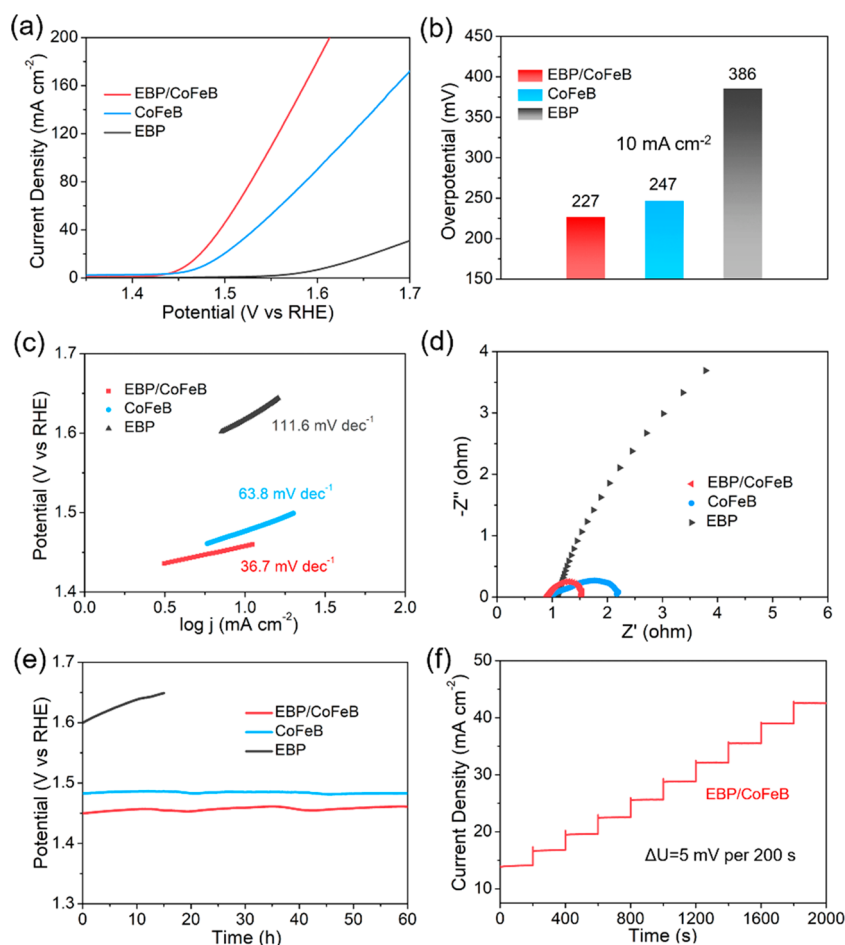 (a)
200
160
120
80
40
0
Current Density (mA cm⁻²)
EBP/CoFeB
CoFeB
EBP
1.4 1.5 1.6 1.7
Potential (V vs RHE)
(b)
450
400
350
300
250
200
150
Overpotential (mV)
EBP/CoFeB
CoFeB
EBP
10 mA cm⁻²
227
247
386
(c)
1.7
1.6
1.5
1.4
Potential (V vs RHE)
EBP/CoFeB
CoFeB
EBP
111.6 mV dec⁻¹
63.8 mV dec⁻¹
36.7 mV dec⁻¹
0.0 0.5 1.0 1.5 2.0
log j (mA cm⁻²)
(d)
4
3
2
1
0
-Z" (ohm)
EBP/CoFeB
CoFeB
EBP
0 1 2 3 4 5 6
Z' (ohm)
(e)
1.7
1.6
1.5
1.4
1.3
Potential (V vs RHE)
EBP/CoFeB
CoFeB
EBP
0 10 20 30 40 50 60
Time (h)
(f)
50
40
30
20
10
Current Density (mA cm⁻²)
EBP/CoFeB
ΔU=5 mV per 200 s
0 400 800 1200 1600 2000
Time (s)